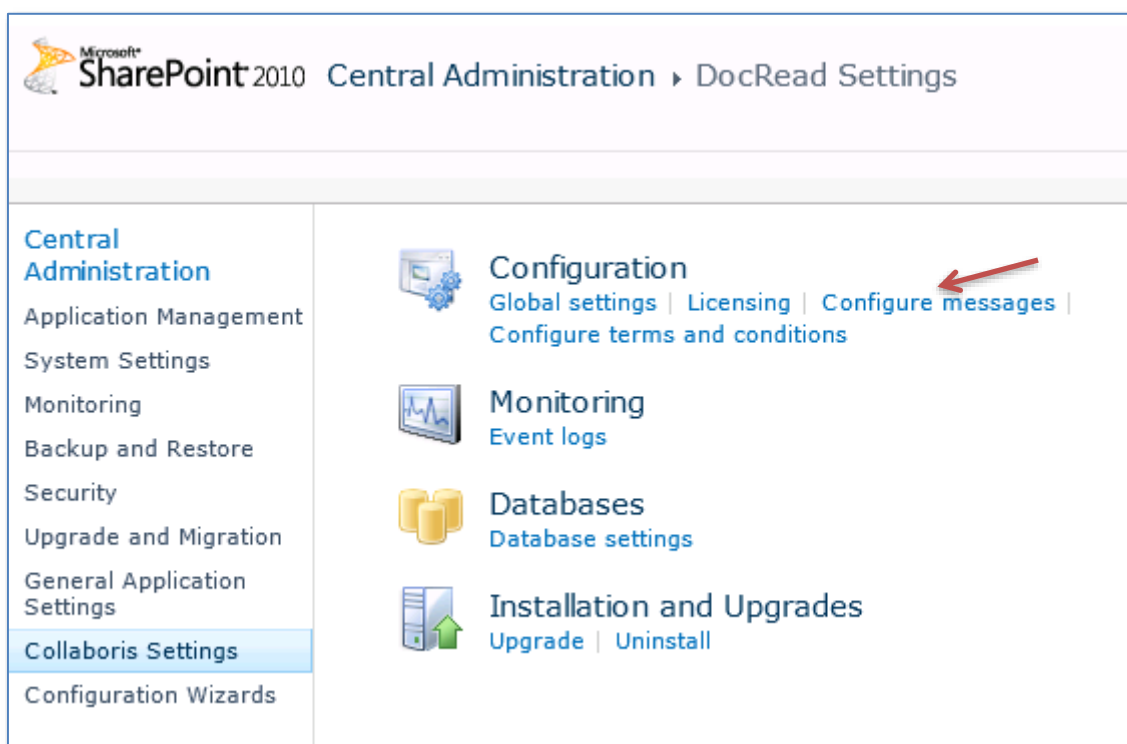 Microsoft®
SharePoint 2010 Central Administration ▸ DocRead Settings
Central
Administration
Application Management
System Settings
Monitoring
Backup and Restore
Security
Upgrade and Migration
General Application
Settings
Collaboris Settings
Configuration Wizards
Configuration
Global settings | Licensing | Configure messages |
Configure terms and conditions
Monitoring
Event logs
Databases
Database settings
Installation and Upgrades
Upgrade | Uninstall